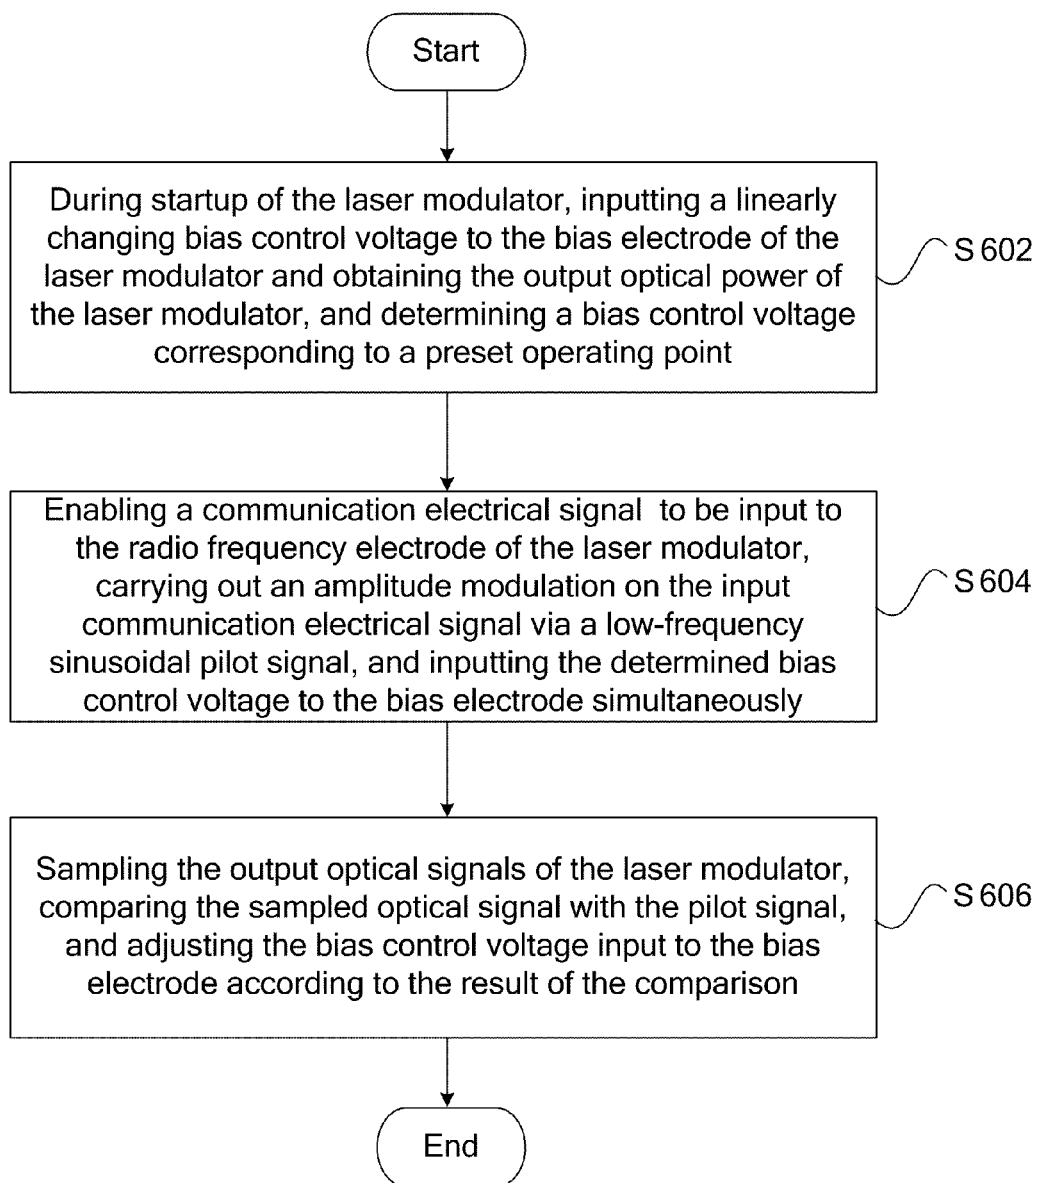 Start
During startup of the laser modulator, inputting a linearly
changing bias control voltage to the bias electrode of the
laser modulator and obtaining the output optical power of
the laser modulator, and determining a bias control voltage
corresponding to a preset operating point
S 602
Enabling a communication electrical signal to be input to
the radio frequency electrode of the laser modulator,
carrying out an amplitude modulation on the input
communication electrical signal via a low-frequency
sinusoidal pilot signal, and inputting the determined bias
control voltage to the bias electrode simultaneously
S 604
Sampling the output optical signals of the laser modulator,
comparing the sampled optical signal with the pilot signal,
and adjusting the bias control voltage input to the bias
electrode according to the result of the comparison
S 606
End